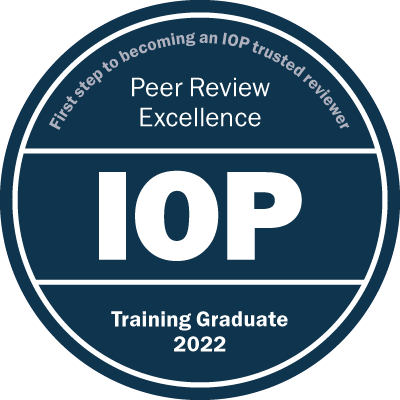 First step to becoming an IOP trusted reviewer
Peer Review
Excellence
IOP
Training Graduate
2022